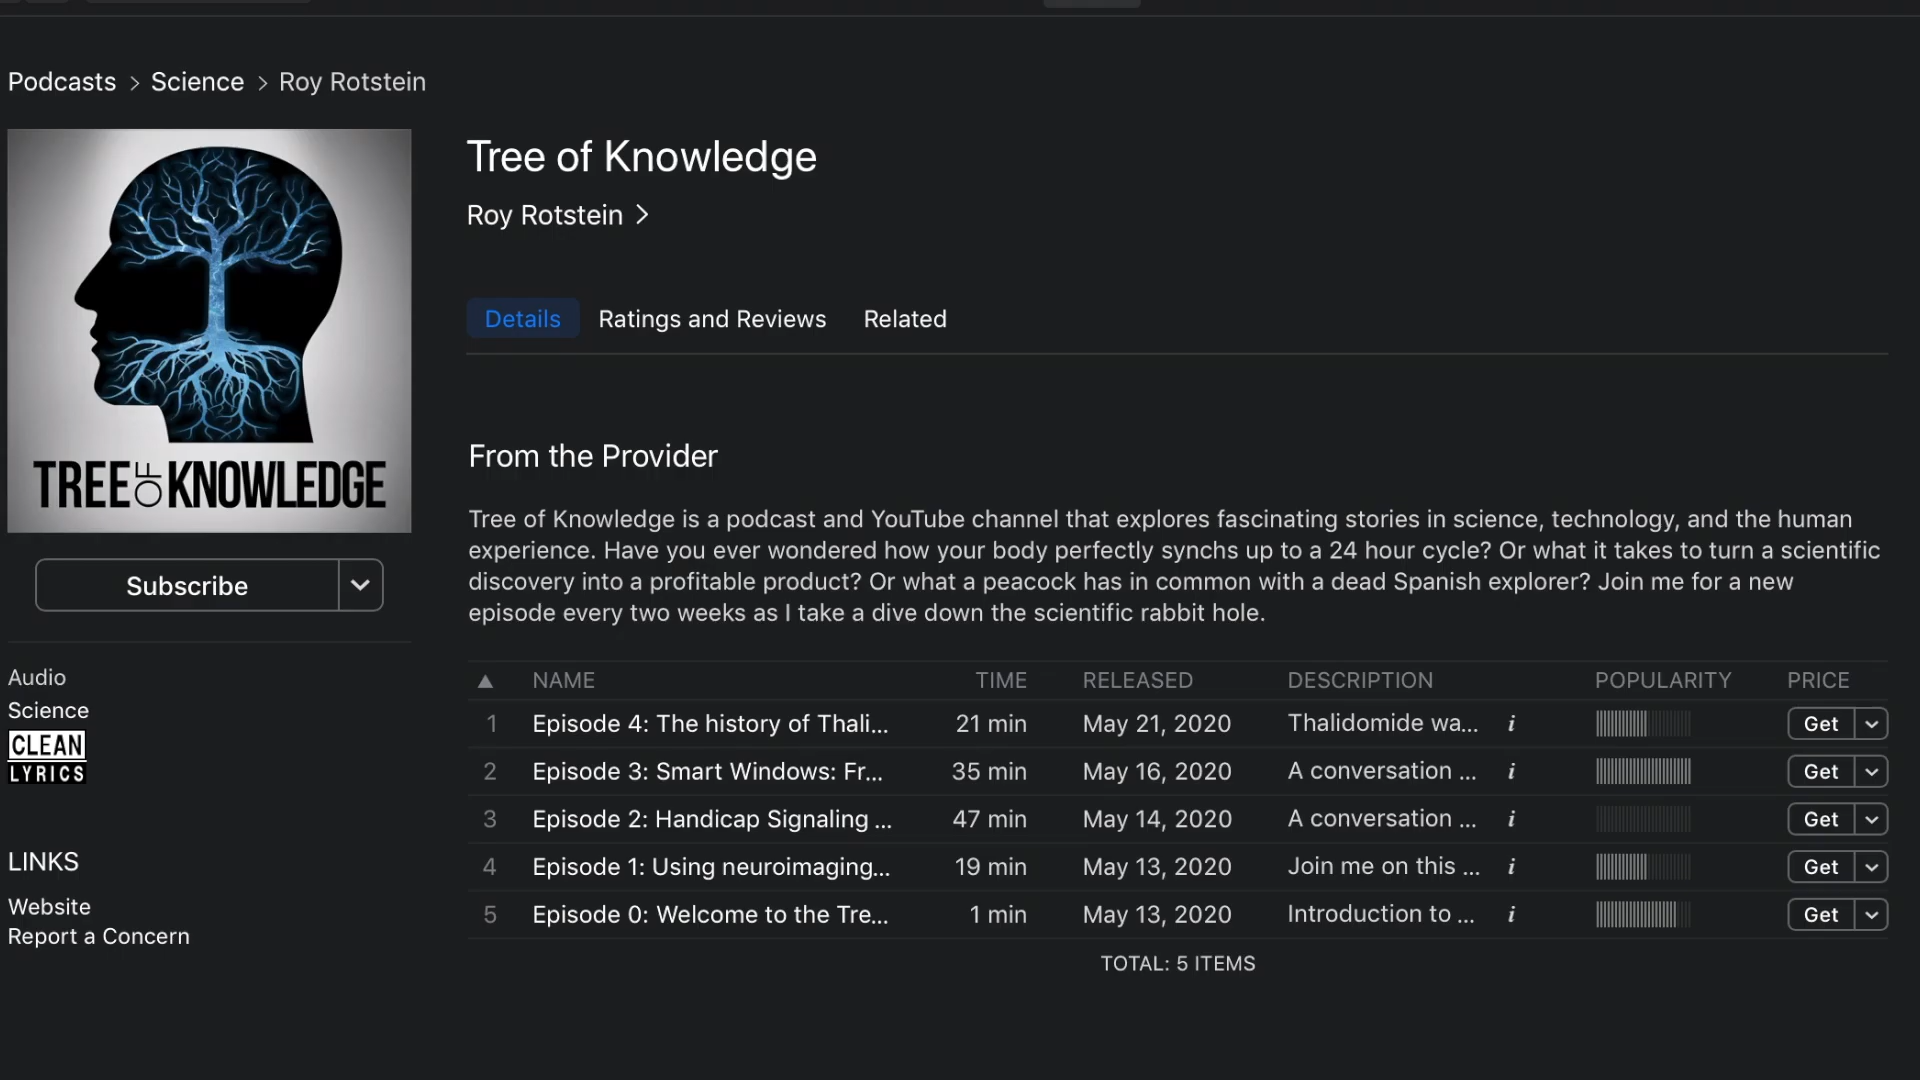 Podcasts > Science > Roy Rotstein
TREE OF KNOWLEDGE
Subscribe
Audio
Science
CLEAN
LYRICS
LINKS
Website
Report a Concern
Tree of Knowledge
Roy Rotstein >
Details Ratings and Reviews Related
From the Provider
Tree of Knowledge is a podcast and YouTube channel that explores fascinating stories in science, technology, and the human
experience. Have you ever wondered how your body perfectly synchs up to a 24 hour cycle? Or what it takes to turn a scientific
discovery into a profitable product? Or what a peacock has in common with a dead Spanish explorer? Join me for a new
episode every two weeks as I take a dive down the scientific rabbit hole.
▲ NAME TIME RELEASED DESCRIPTION POPULARITY PRICE
1 Episode 4: The history of Thali... 21 min May 21, 2020 Thalidomide wa... i Get
2 Episode 3: Smart Windows: Fr... 35 min May 16, 2020 A conversation ... i Get
3 Episode 2: Handicap Signaling ... 47 min May 14, 2020 A conversation ... i Get
4 Episode 1: Using neuroimaging... 19 min May 13, 2020 Join me on this ... i Get
5 Episode 0: Welcome to the Tre... 1 min May 13, 2020 Introduction to ... i Get
TOTAL: 5 ITEMS